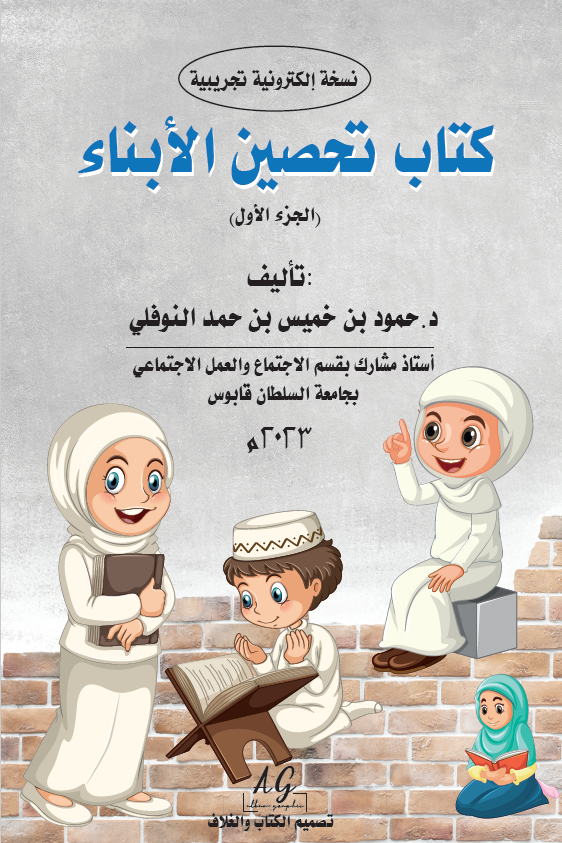 نسخة إلكترونية تجريبية
كتاب تحصين الأبناء
(الجزء الأول)
تأليف:
د.حمود بن خميس بن حمد النوفلي
أستاذ مشارك بقسم الاجتماع والعمل الاجتماعي
بجامعة السلطان قابوس
٢٠٢٣م
AG
تصميم الكتاب والغلاف